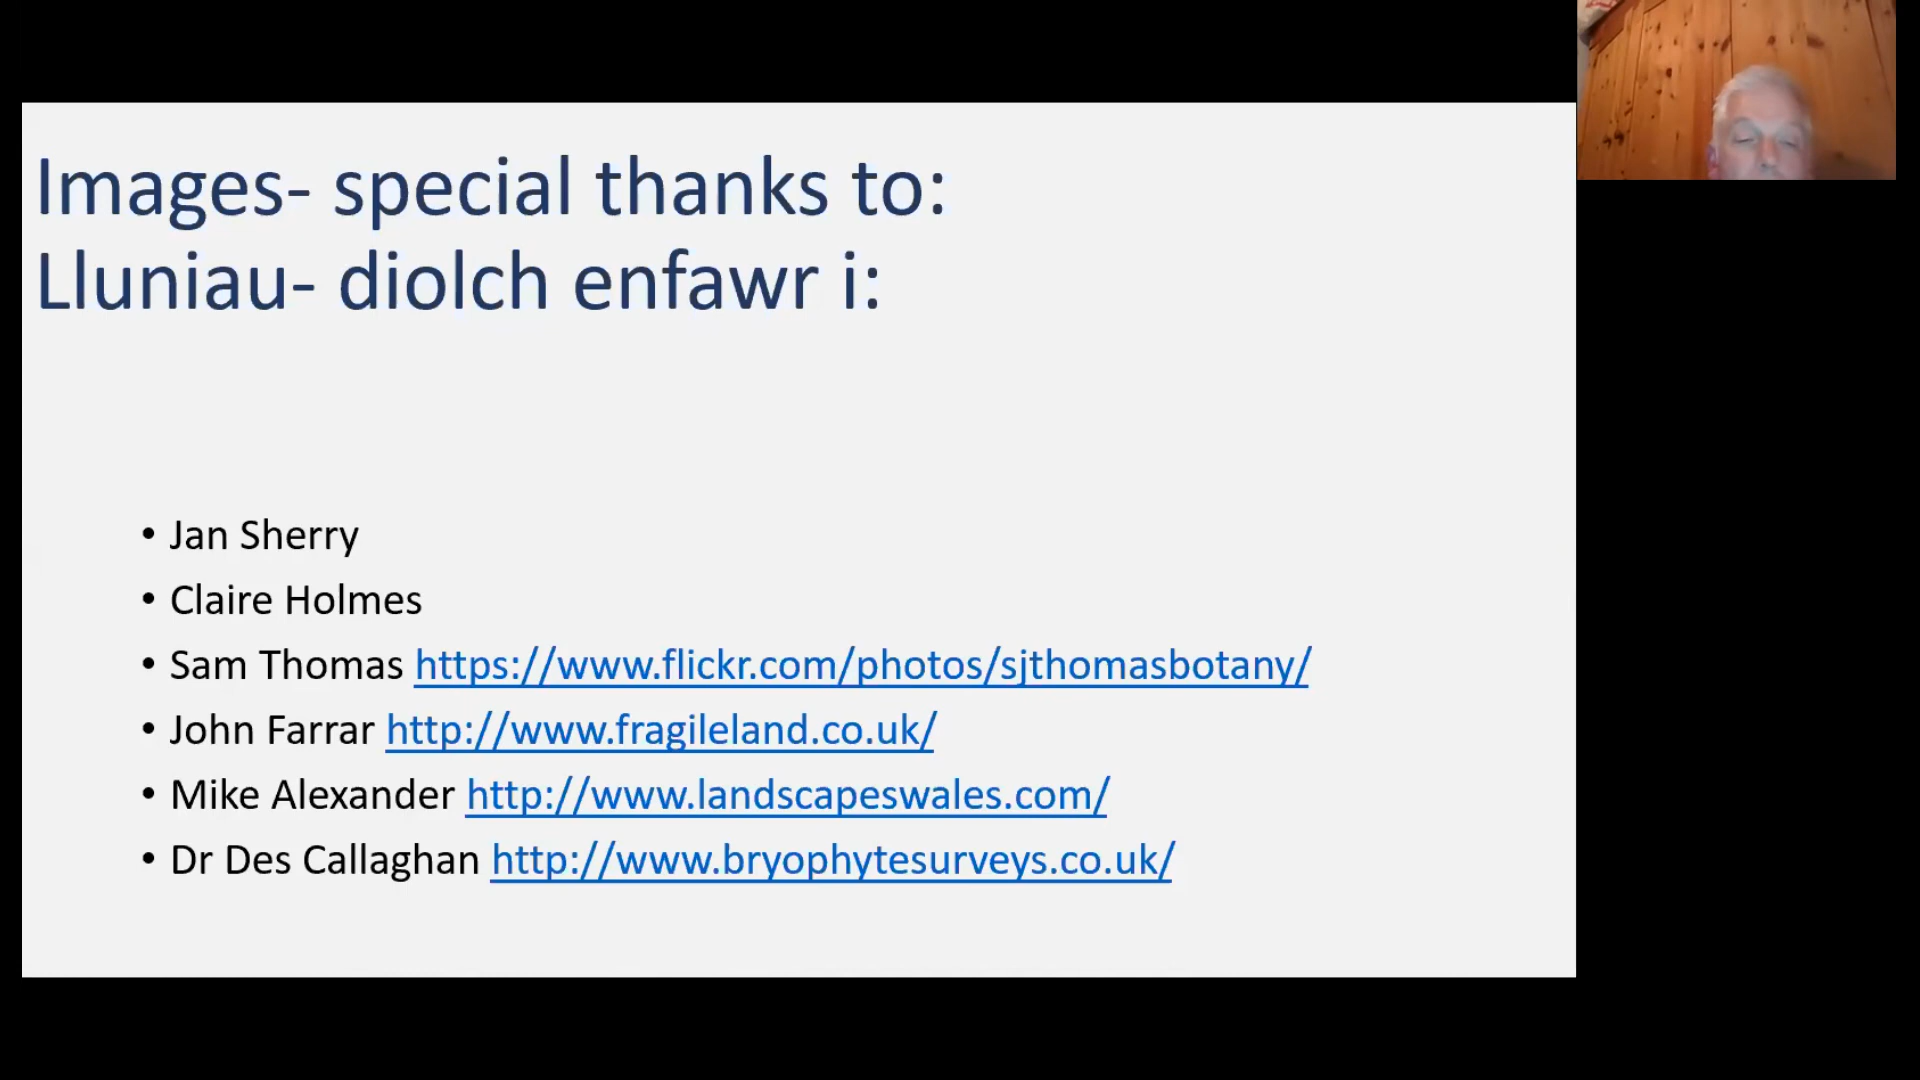 Images- special thanks to:
Lluniau- diolch enfawr i:
• Jan Sherry
• Claire Holmes
• Sam Thomas https://www.flickr.com/photos/sjthomasbotany/
• John Farrar http://www.fragileland.co.uk/
• Mike Alexander http://www.landscapeswales.com/
• Dr Des Callaghan http://www.bryophytesurveys.co.uk/